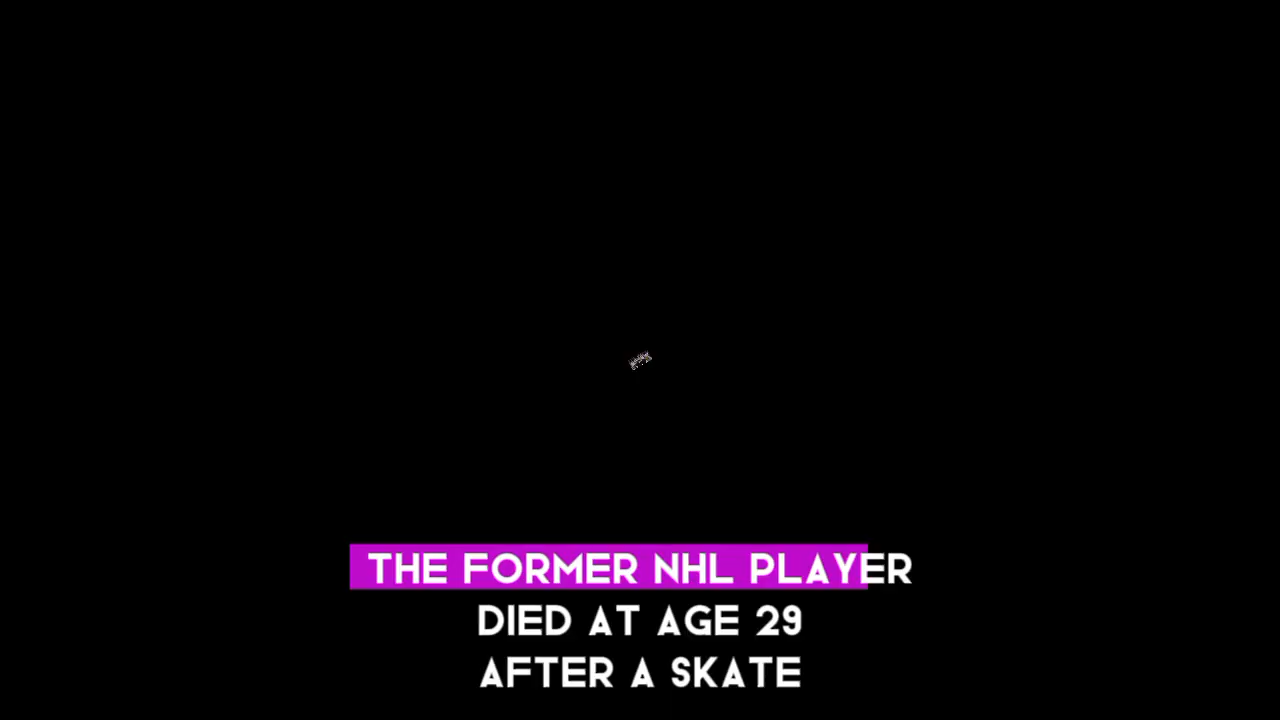 THE FORMER NHL PLAYER
DIED AT AGE 29
AFTER A SKATE